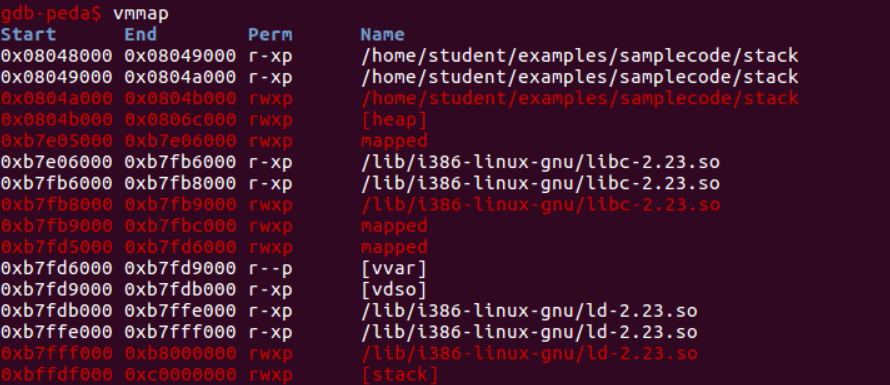 gdb-peda$ vmmap
Start End Perm Name
0x08048000 0x08049000 r-xp /home/student/examples/samplecode/stack
0x08049000 0x0804a000 r-xp /home/student/examples/samplecode/stack
0x0804a000 0x0804b000 rwxp /home/student/examples/samplecode/stack
0x0804b000 0x0806c000 rwxp [heap]
0xb7e05000 0xb7e06000 rwxp mapped
0xb7e06000 0xb7fb6000 r-xp /lib/i386-linux-gnu/libc-2.23.so
0xb7fb6000 0xb7fb8000 r-xp /lib/i386-linux-gnu/libc-2.23.so
0xb7fb8000 0xb7fb9000 rwxp /lib/i386-linux-gnu/libc-2.23.so
0xb7fb9000 0xb7fbc000 rwxp mapped
0xb7fd5000 0xb7fd6000 rwxp mapped
0xb7fd6000 0xb7fd9000 r--p [vvar]
0xb7fd9000 0xb7fdb000 r-xp [vdso]
0xb7fdb000 0xb7ffe000 r-xp /lib/i386-linux-gnu/ld-2.23.so
0xb7ffe000 0xb7fff000 r-xp /lib/i386-linux-gnu/ld-2.23.so
0xb7fff000 0xb8000000 rwxp /lib/i386-linux-gnu/ld-2.23.so
0xbffdf000 0xc0000000 rwxp [stack]